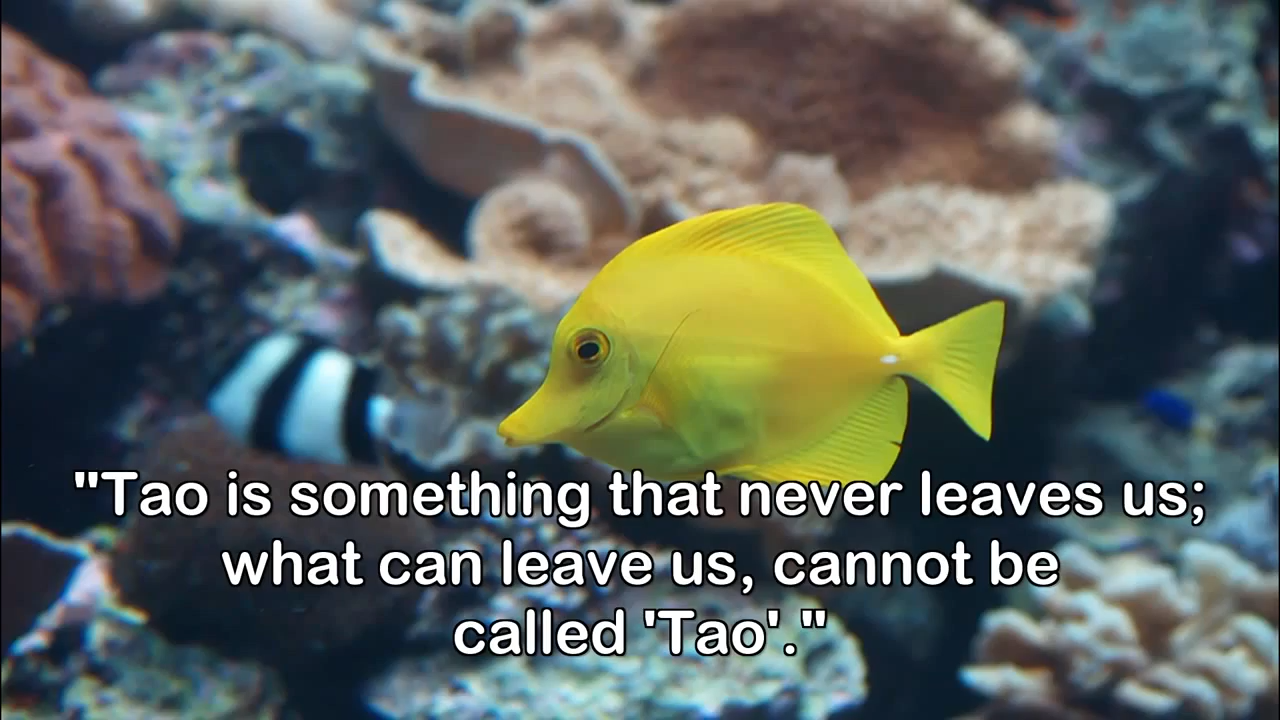 "Tao is something that never leaves us;
what can leave us, cannot be
called 'Tao'."